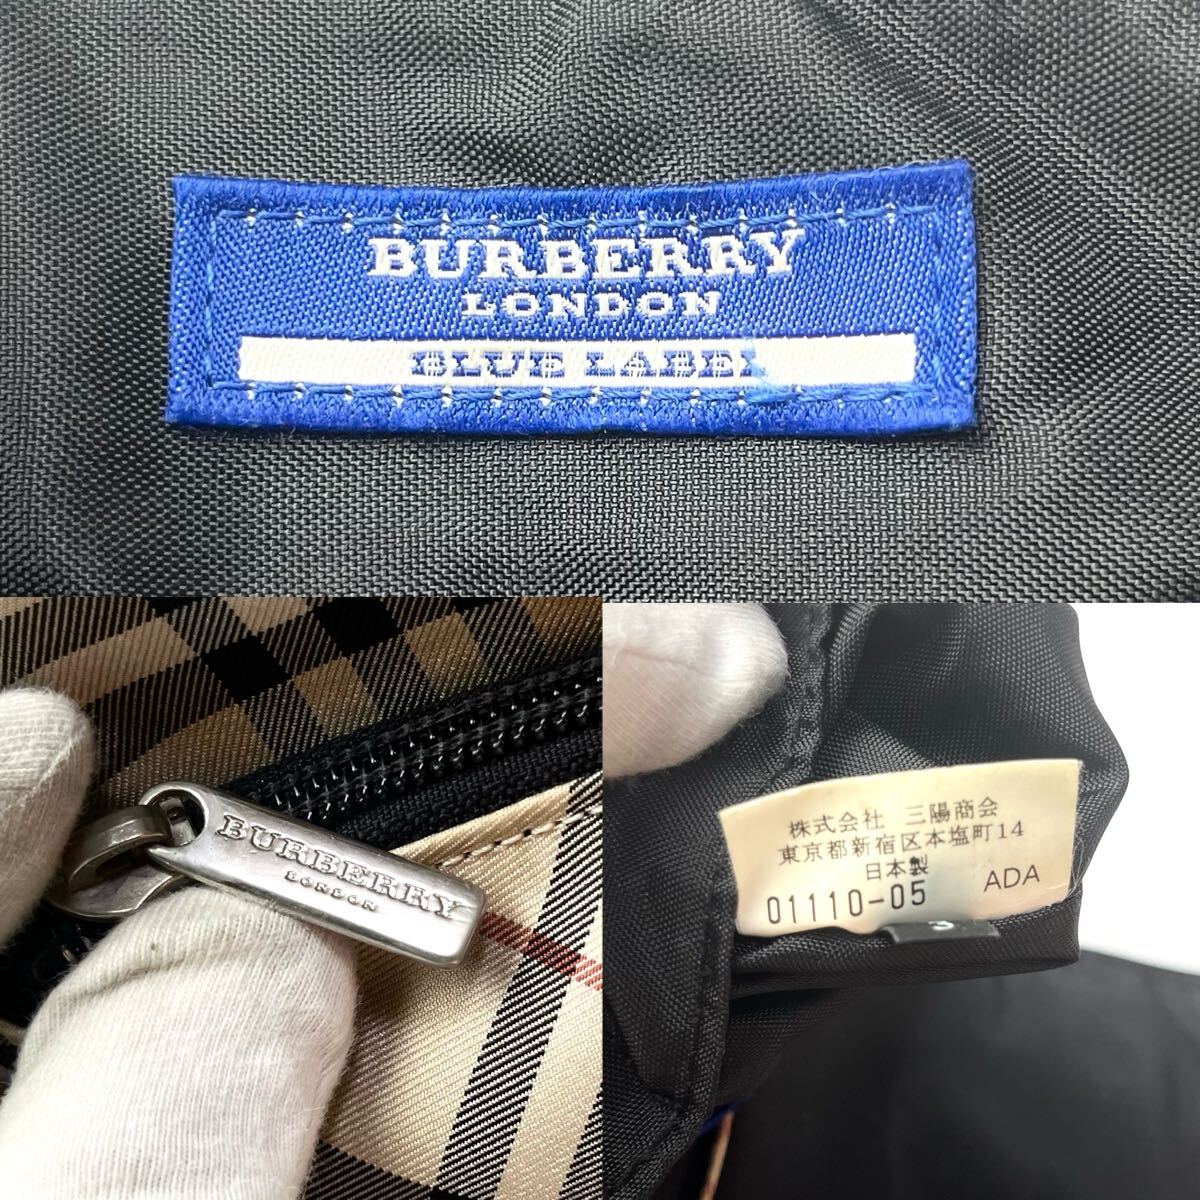 BURBERRY
LONDON
BLUE LABEL
BURBERRY
LONDON
株式会社 三陽商会
東京都新宿区本塩町14
日本製
01110-05 ADA